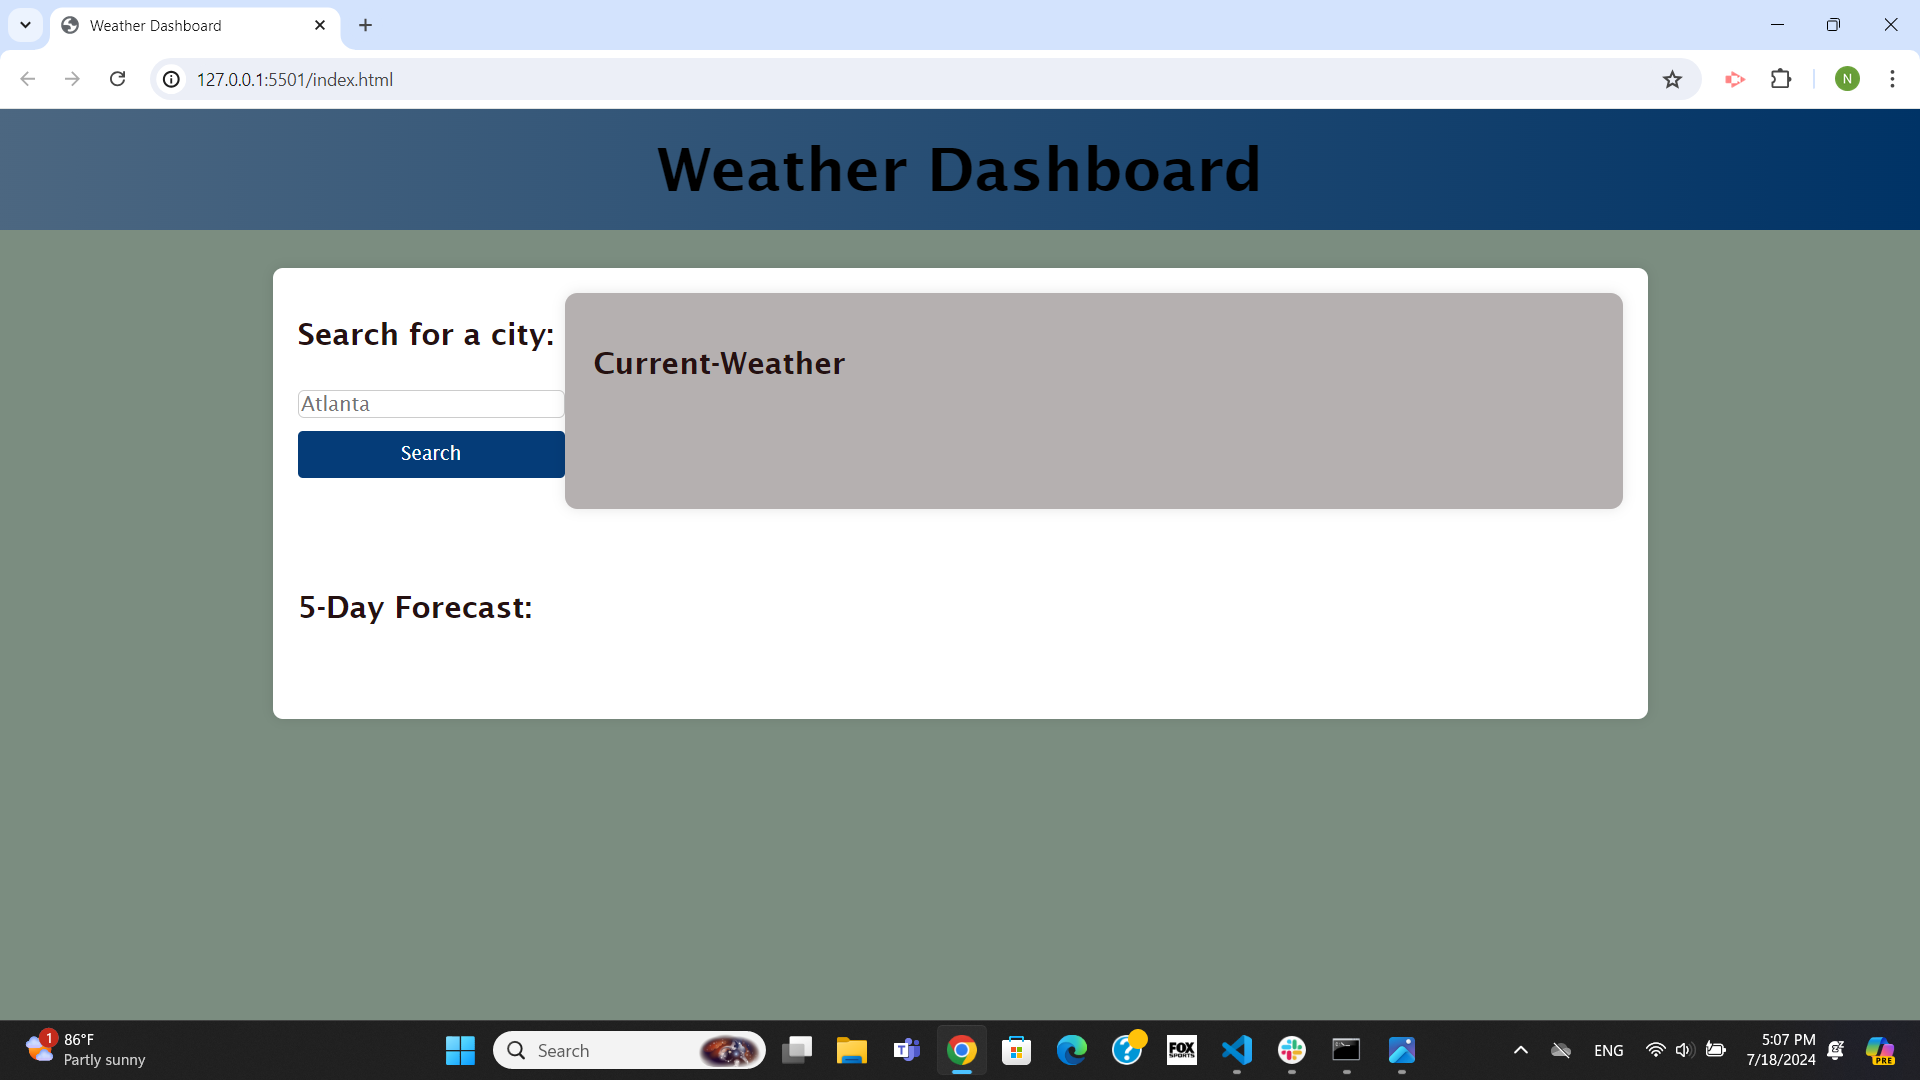 Weather Dashboard
127.0.0.1:5501/index.html
N
Weather Dashboard
Search for a city:
Atlanta
Search
Current-Weather
5-Day Forecast:
1
86°F
Partly sunny
Search
T
FOX
SPORTS
ENG
5:07 PM
7/18/2024
PRE